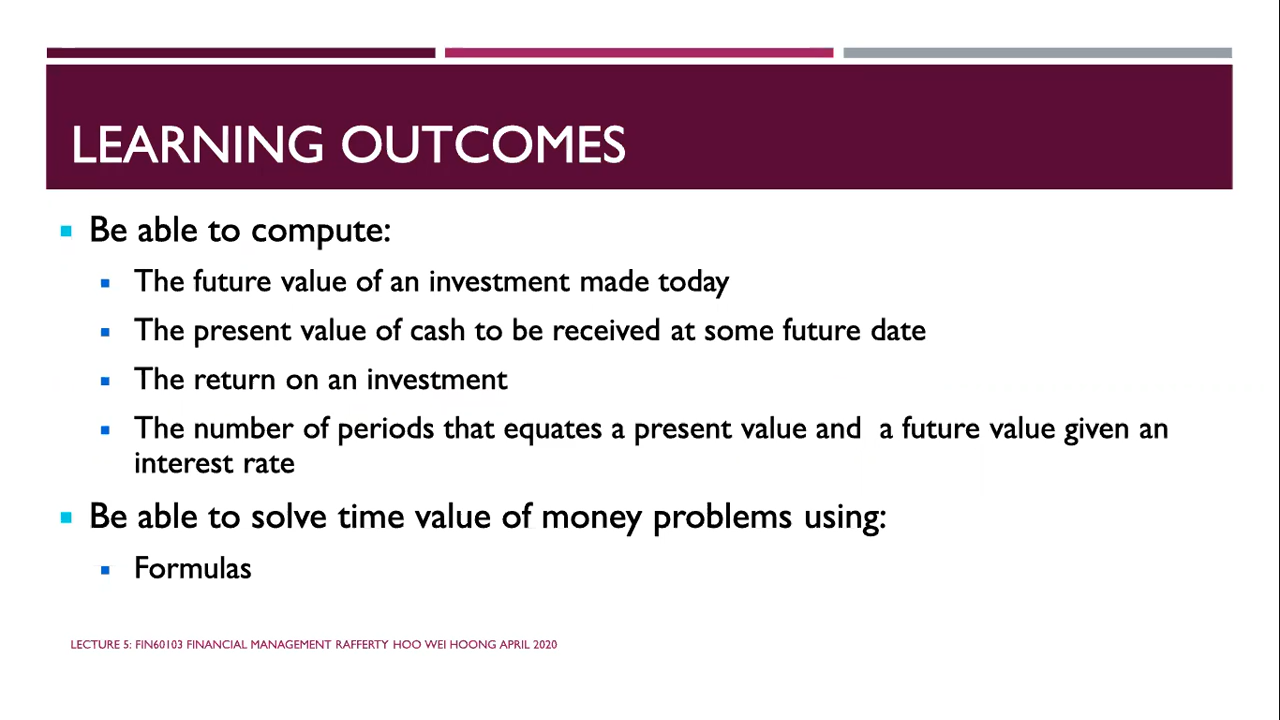 LEARNING OUTCOMES
Be able to compute:
The future value of an investment made today
The present value of cash to be received at some future date
The return on an investment
The number of periods that equates a present value and  a future value given an
interest rate
Be able to solve time value of money problems using:
Formulas
LECTURE 5: FIN60103 FINANCIAL MANAGEMENT RAFFERTY HOO WEI HOONG APRIL 2020